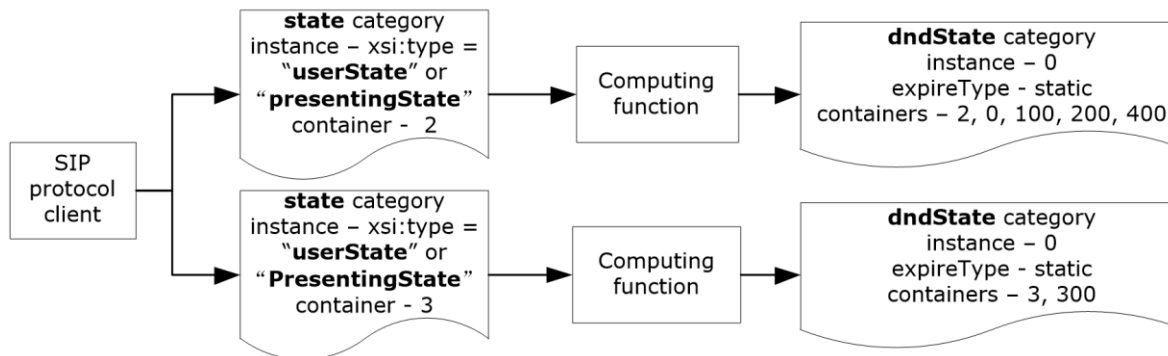 SIP
protocol
client
state category
instance – xsi:type =
“userState” or
“presentingState”
container - 2
Computing
function
dndState category
instance – 0
expireType - static
containers – 2, 0, 100, 200, 400
state category
instance – xsi:type =
“userState” or
“PresentingState”
container - 3
Computing
function
dndState category
instance – 0
expireType - static
containers – 3, 300